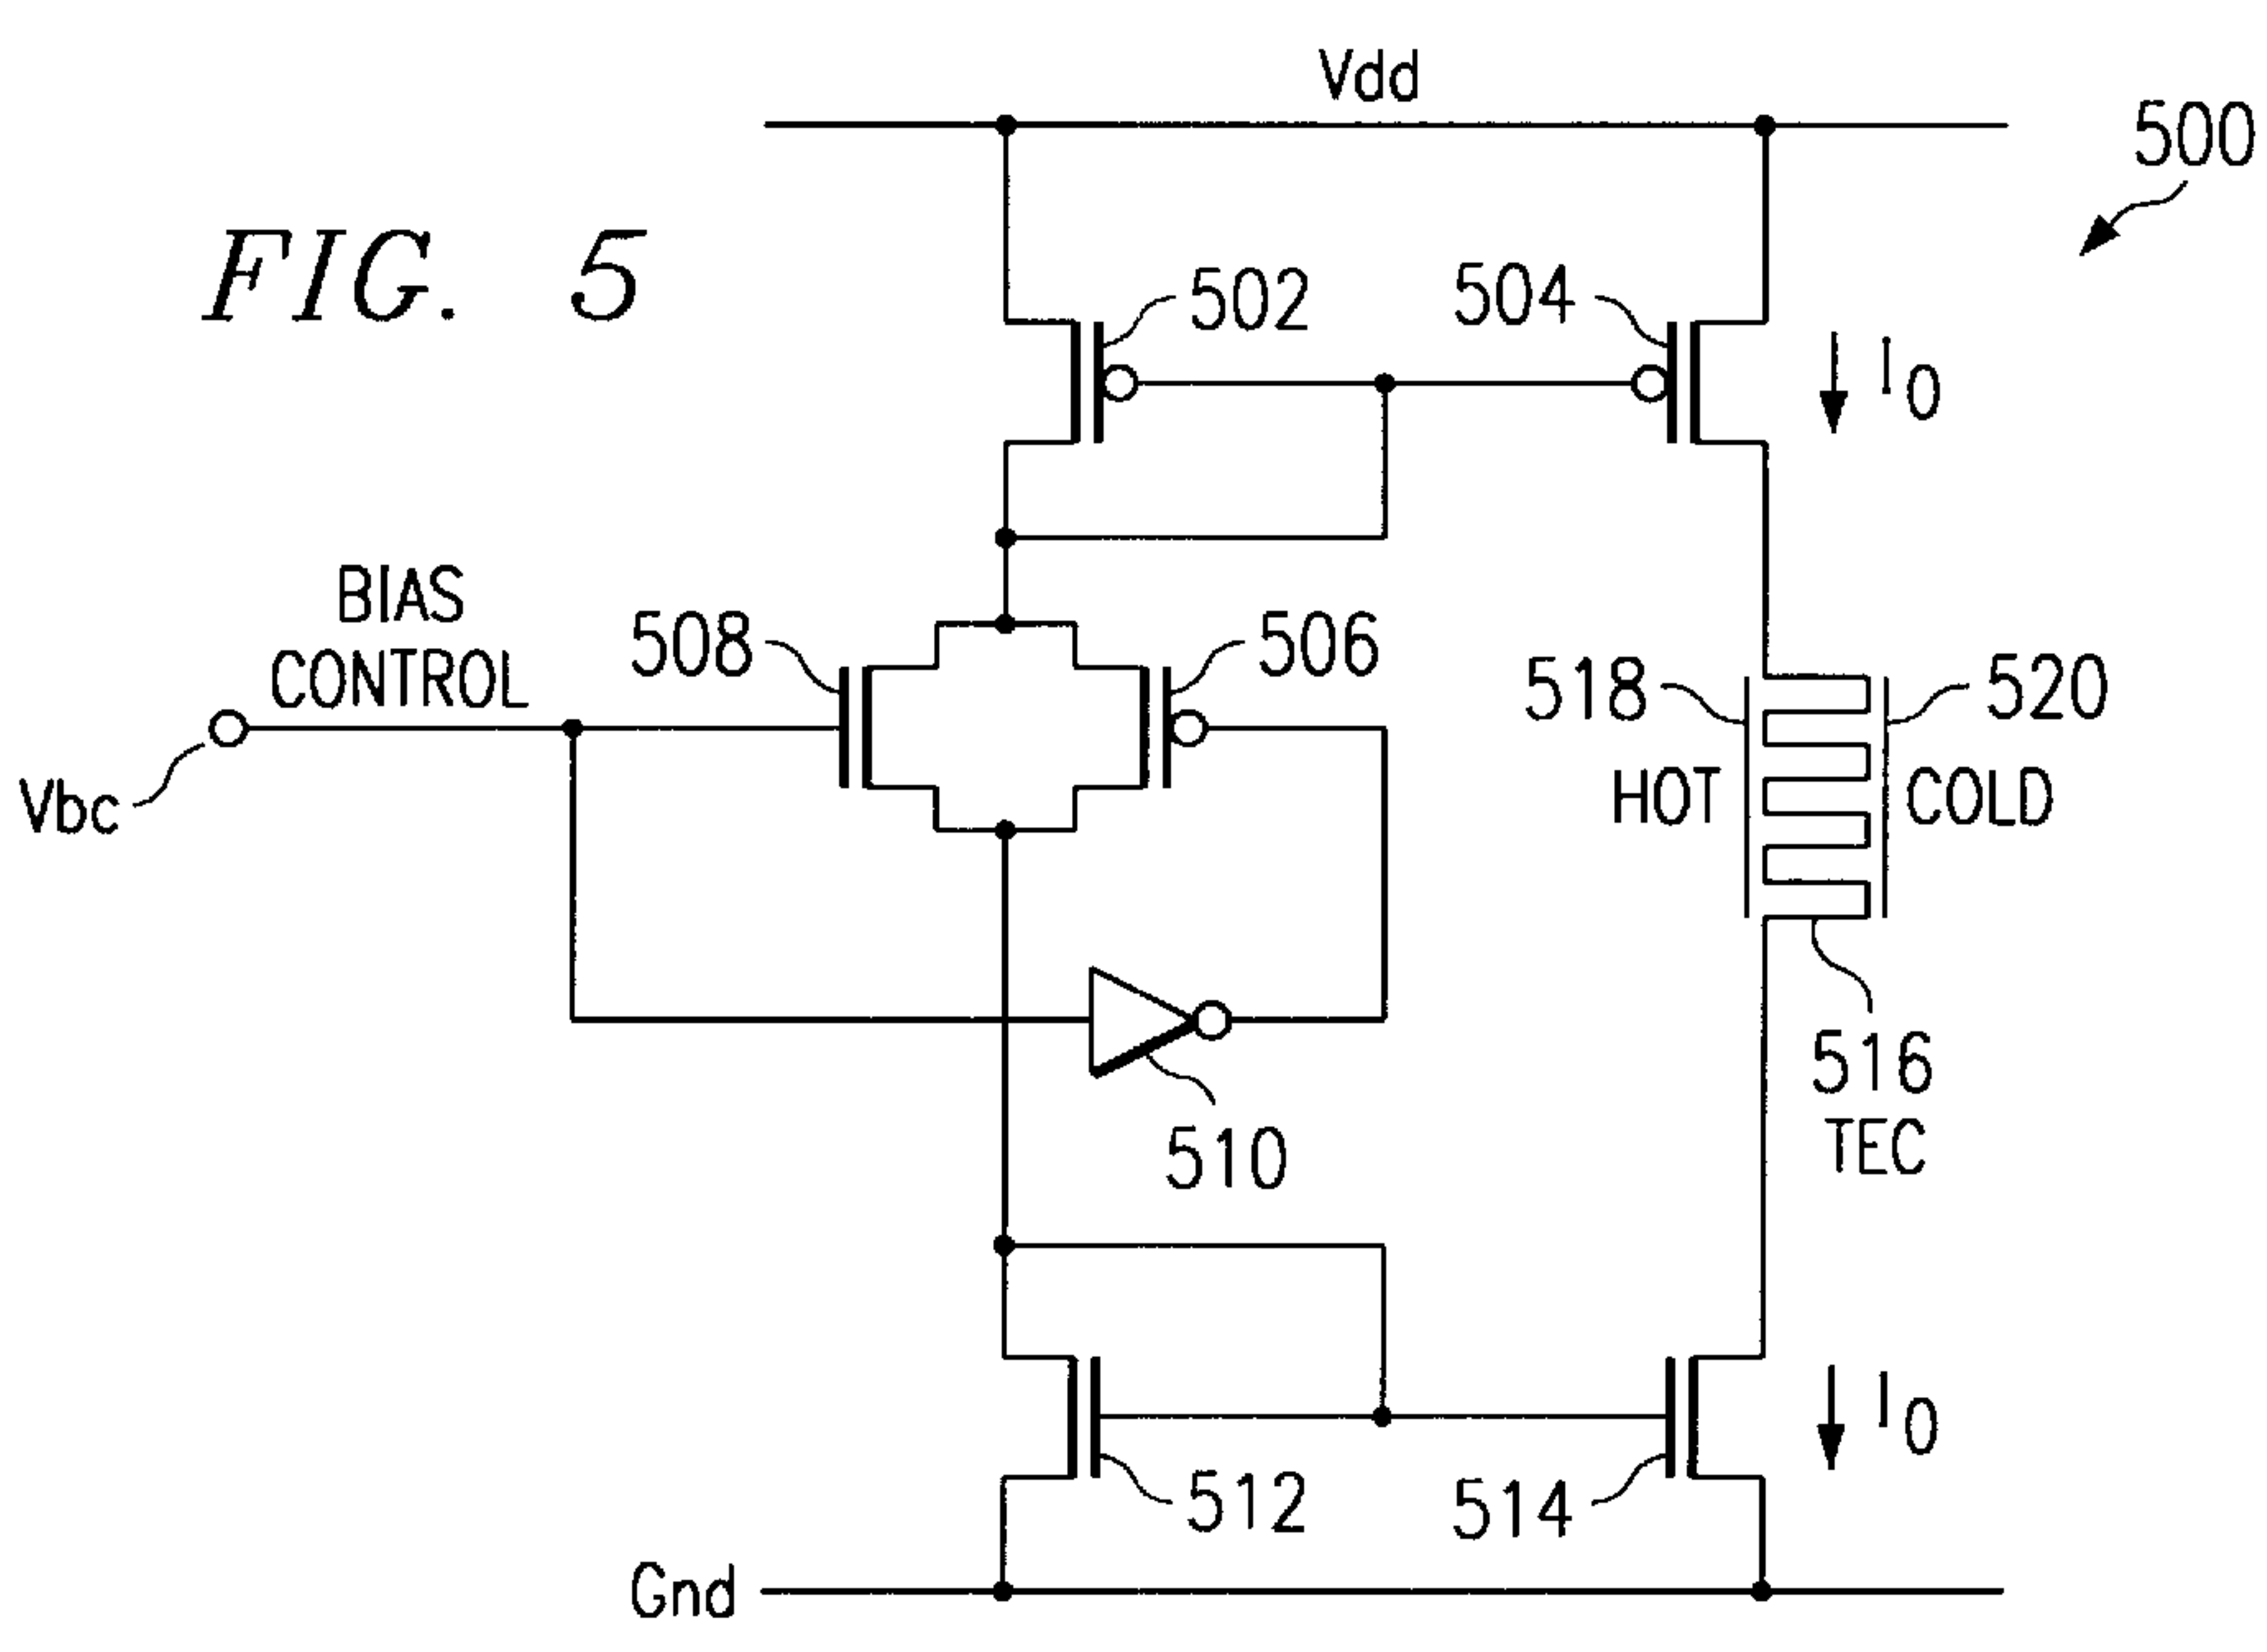 Vdd
500
FIG. 5
502
504
I0
BIAS
CONTROL
508
506
518
520
Vbc
HOT
COLD
516
TEC
510
512
514
I0
Gnd